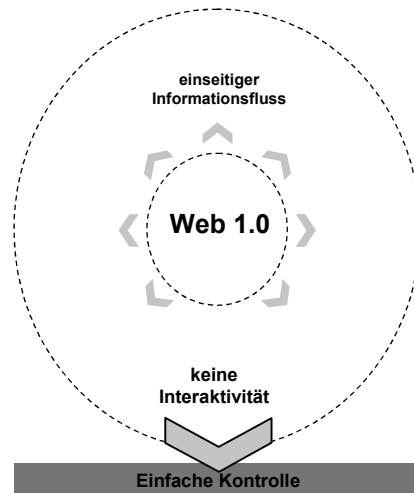 einseitiger
Informationsfluss
Web 1.0
keine
Interaktivität
Einfache Kontrolle